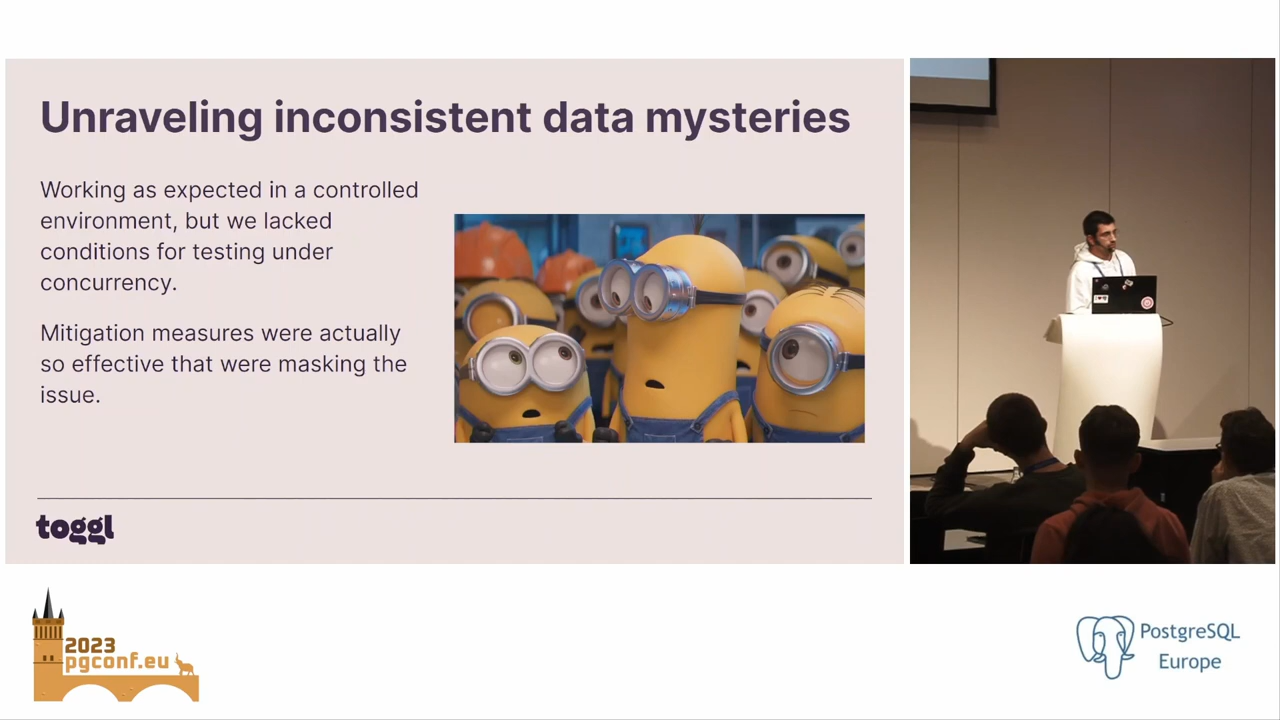 Unraveling inconsistent data mysteries
Working as expected in a controlled
environment, but we lacked
conditions for testing under
concurrency.
Mitigation measures were actually
so effective that were masking the
issue.
toggl
2023
pgconf.eu
PostgreSQL
Europe